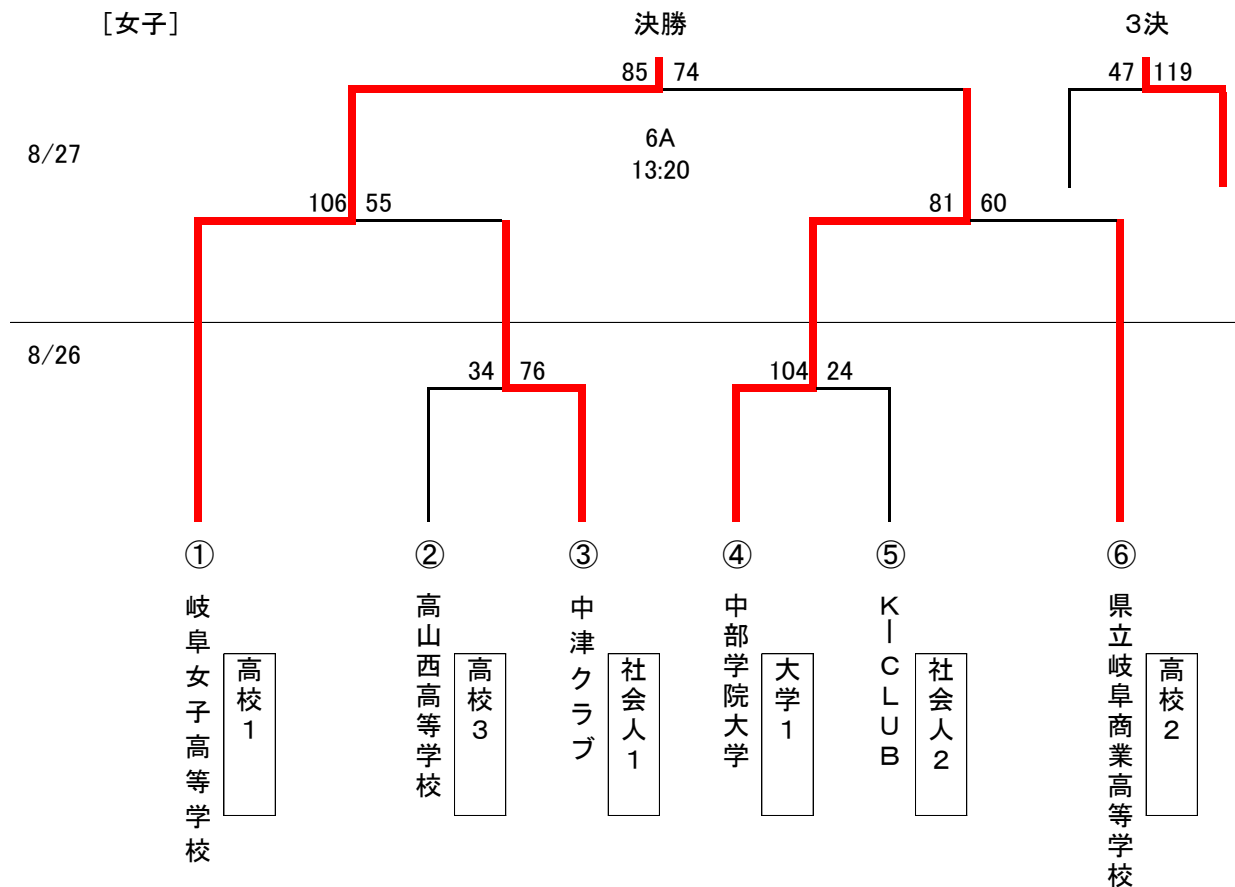 ［女子］
決勝
３決
85 74
47 119
6A
13:20
8/27
106 55
81 60
8/26
34 76
104 24
①
②
③
④
⑤
⑥
岐阜女子高等学校
高校１
高山西高等学校
高校３
中津クラブ
社会人１
中部学院大学
大学１
Ｋ－ＣＬＵＢ
社会人２
県立岐阜商業高等学校
高校２